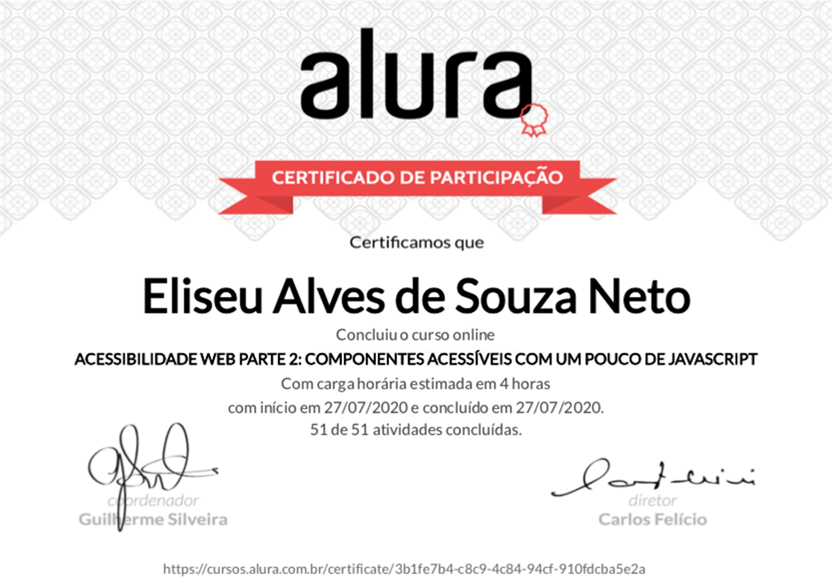 alura
CERTIFICADO DE PARTICIPAÇÃO
Certificamos que
Eliseu Alves de Souza Neto
Concluiu o curso online
ACESSIBILIDADE WEB PARTE 2: COMPONENTES ACESSÍVEIS COM UM POUCO DE JAVASCRIPT
Com carga horária estimada em 4 horas
com início em 27/07/2020 e concluído em 27/07/2020.
51 de 51 atividades concluídas.
coordenador
Guilherme Silveira
diretor
Carlos Felício
https://cursos.alura.com.br/certificate/3b1fe7b4-c8c9-4c84-94cf-910fdcba5e2a